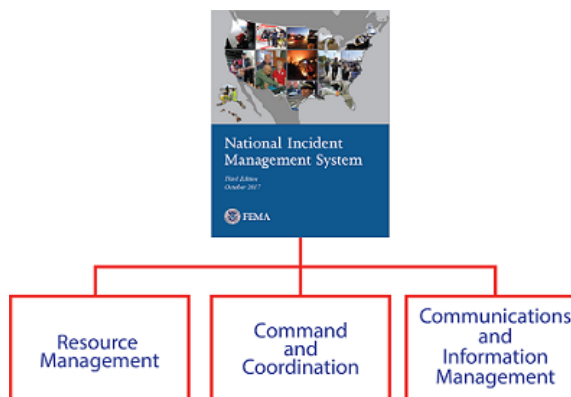 National Incident
Management System
Third Edition
October 2017
FEMA
Resource
Management
Command
and
Coordination
Communications
and
Information
Management